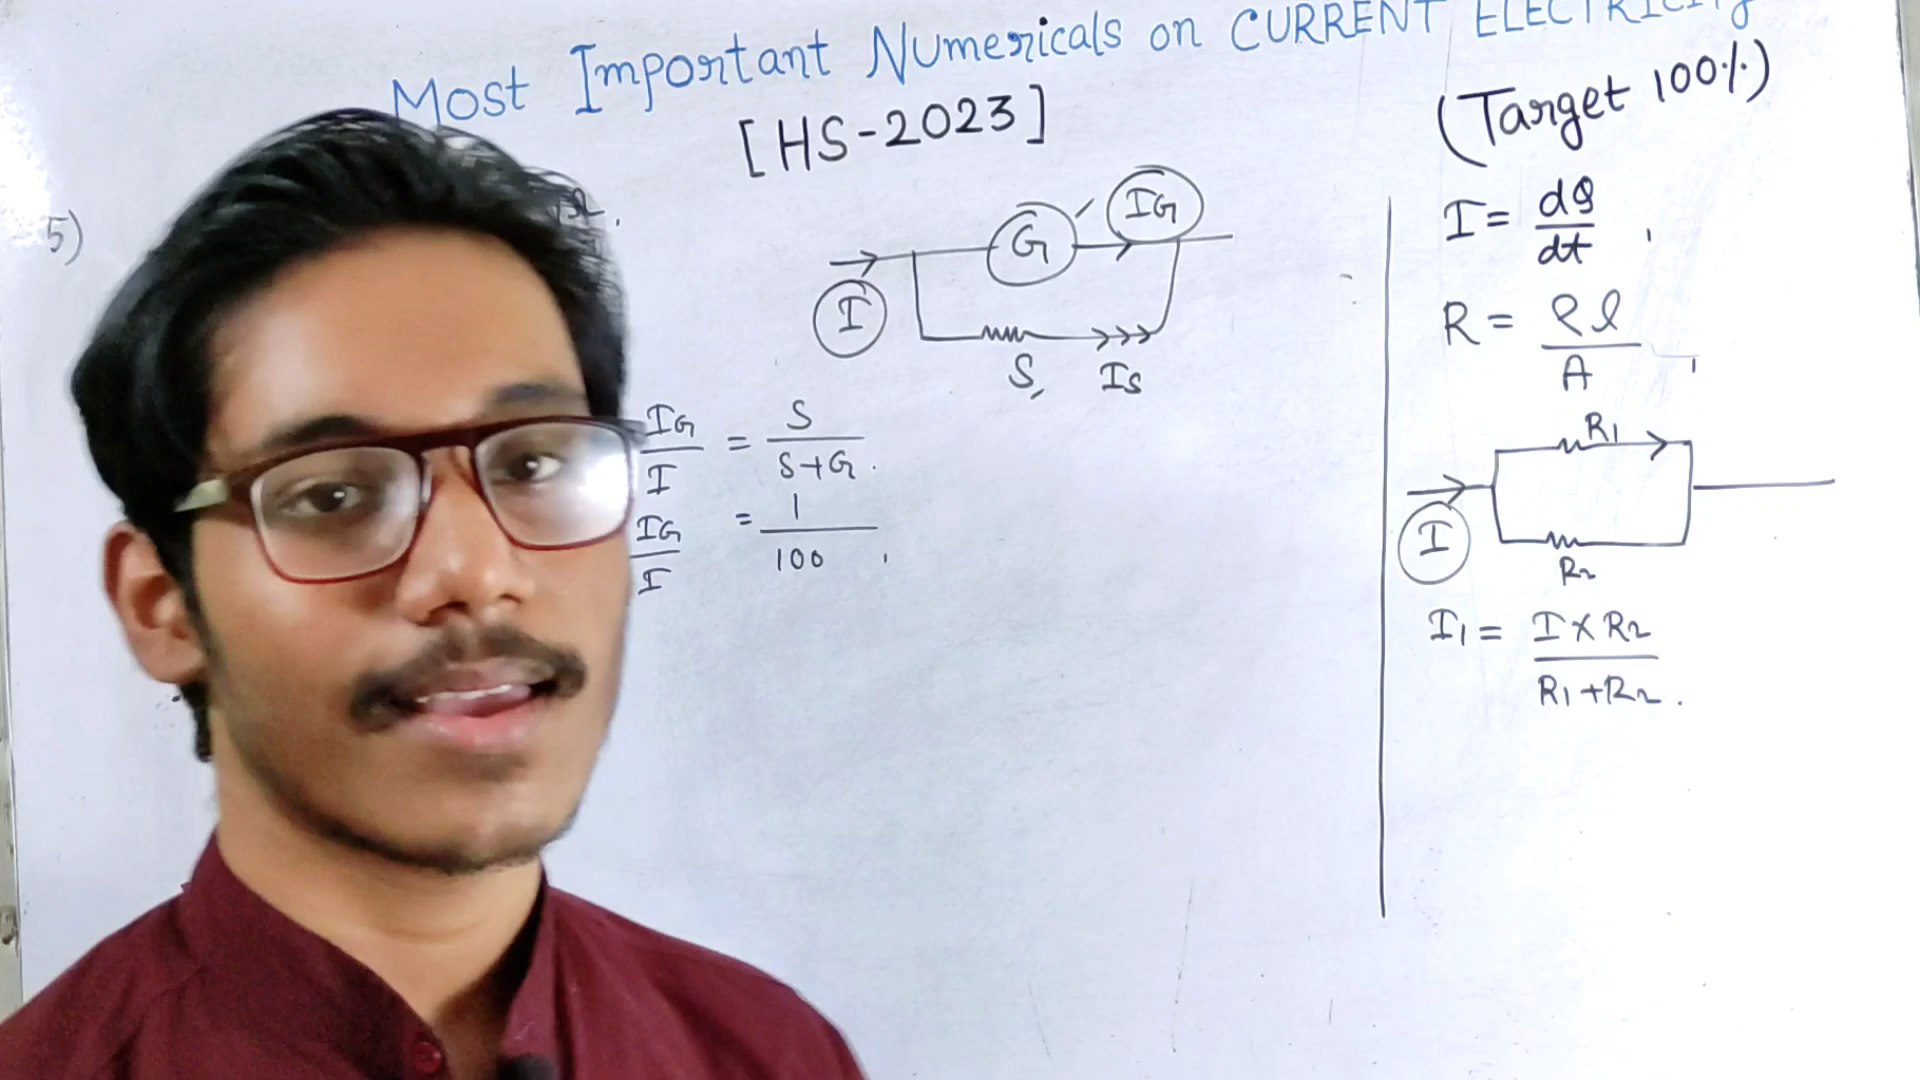 Most Important Numericals on CURRENT ELECTRICITY
[HS-2023]
(Target 100%)
5)
Ω.
G
IG
I
S,
Is
IG/I = S/(S+G).
IG/I = 1/100,
I = dQ/dt,
R = ρl/A,
R1
I
R2
I1 = I×R2/(R1+R2).